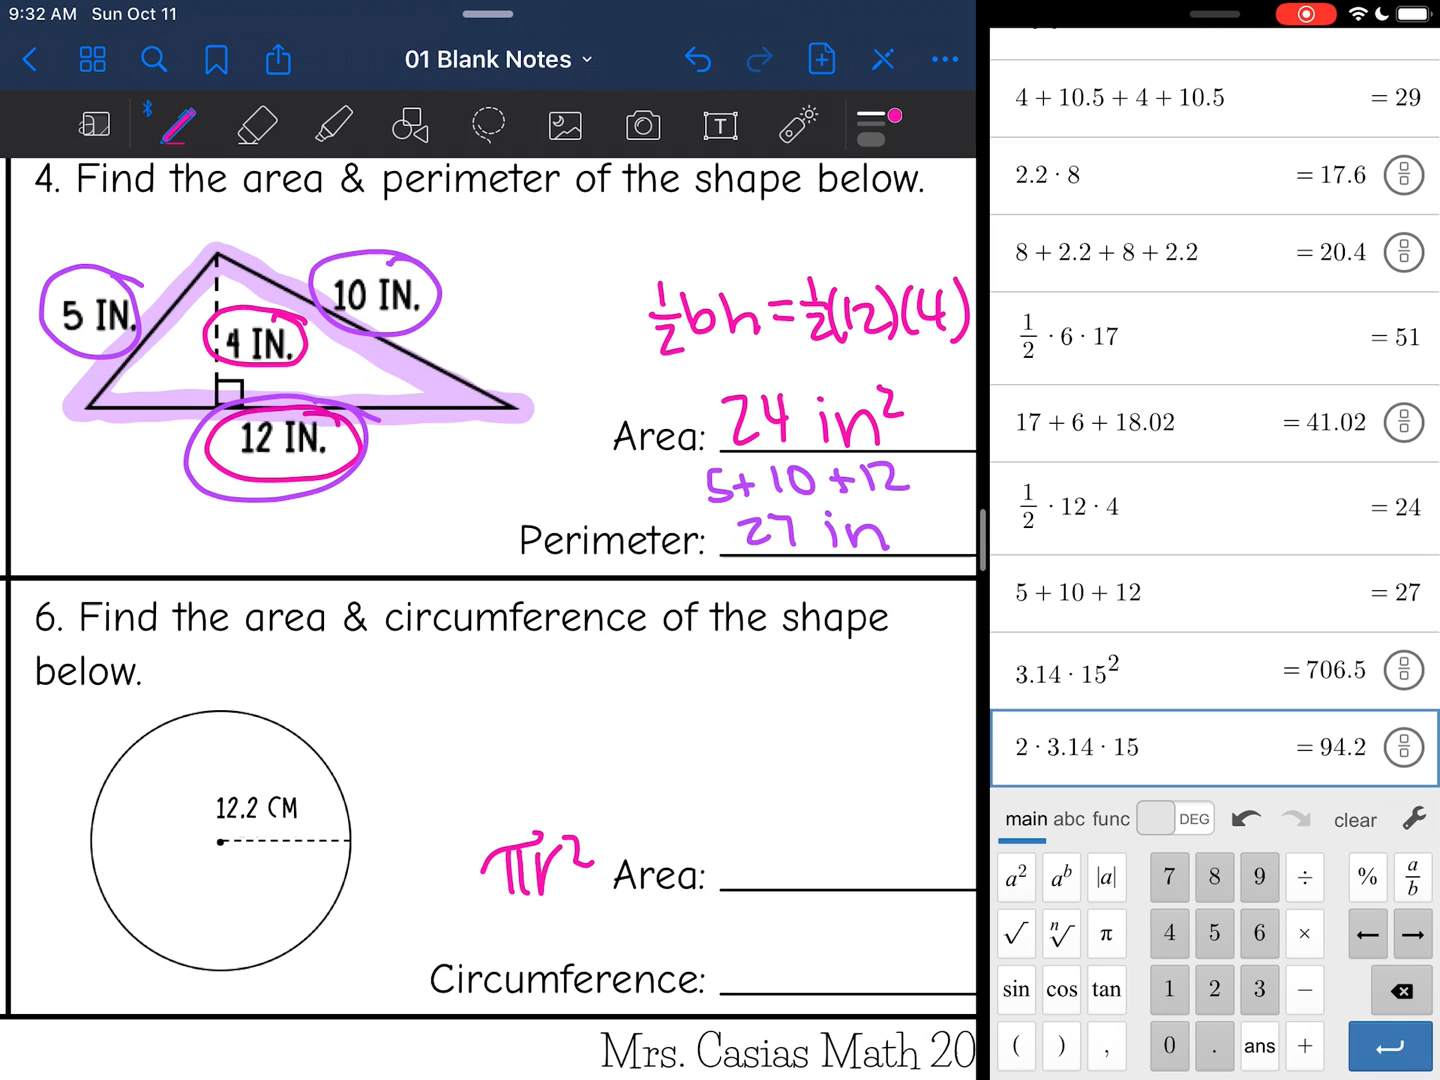 9:32 AM Sun Oct 11
01 Blank Notes
4. Find the area & perimeter of the shape below.
5 IN.
10 IN.
4 IN.
12 IN.
½bh=½(12)(4)
Area: 24 in²
5+10+12
Perimeter: 27 in
6. Find the area & circumference of the shape
below.
12.2 CM
πr² Area:
Circumference:
Mrs. Casias Math 20
4 + 10.5 + 4 + 10.5 = 29
2.2 · 8 = 17.6
8 + 2.2 + 8 + 2.2 = 20.4
1/2 · 6 · 17 = 51
17 + 6 + 18.02 = 41.02
1/2 · 12 · 4 = 24
5 + 10 + 12 = 27
3.14 · 15² = 706.5
2 · 3.14 · 15 = 94.2
main abc func DEG clear
a² aᵇ |a| 7 8 9 ÷ % a/b
√ ⁿ√ π 4 5 6 × ← →
sin cos tan 1 2 3 −
( ) , 0 . ans +